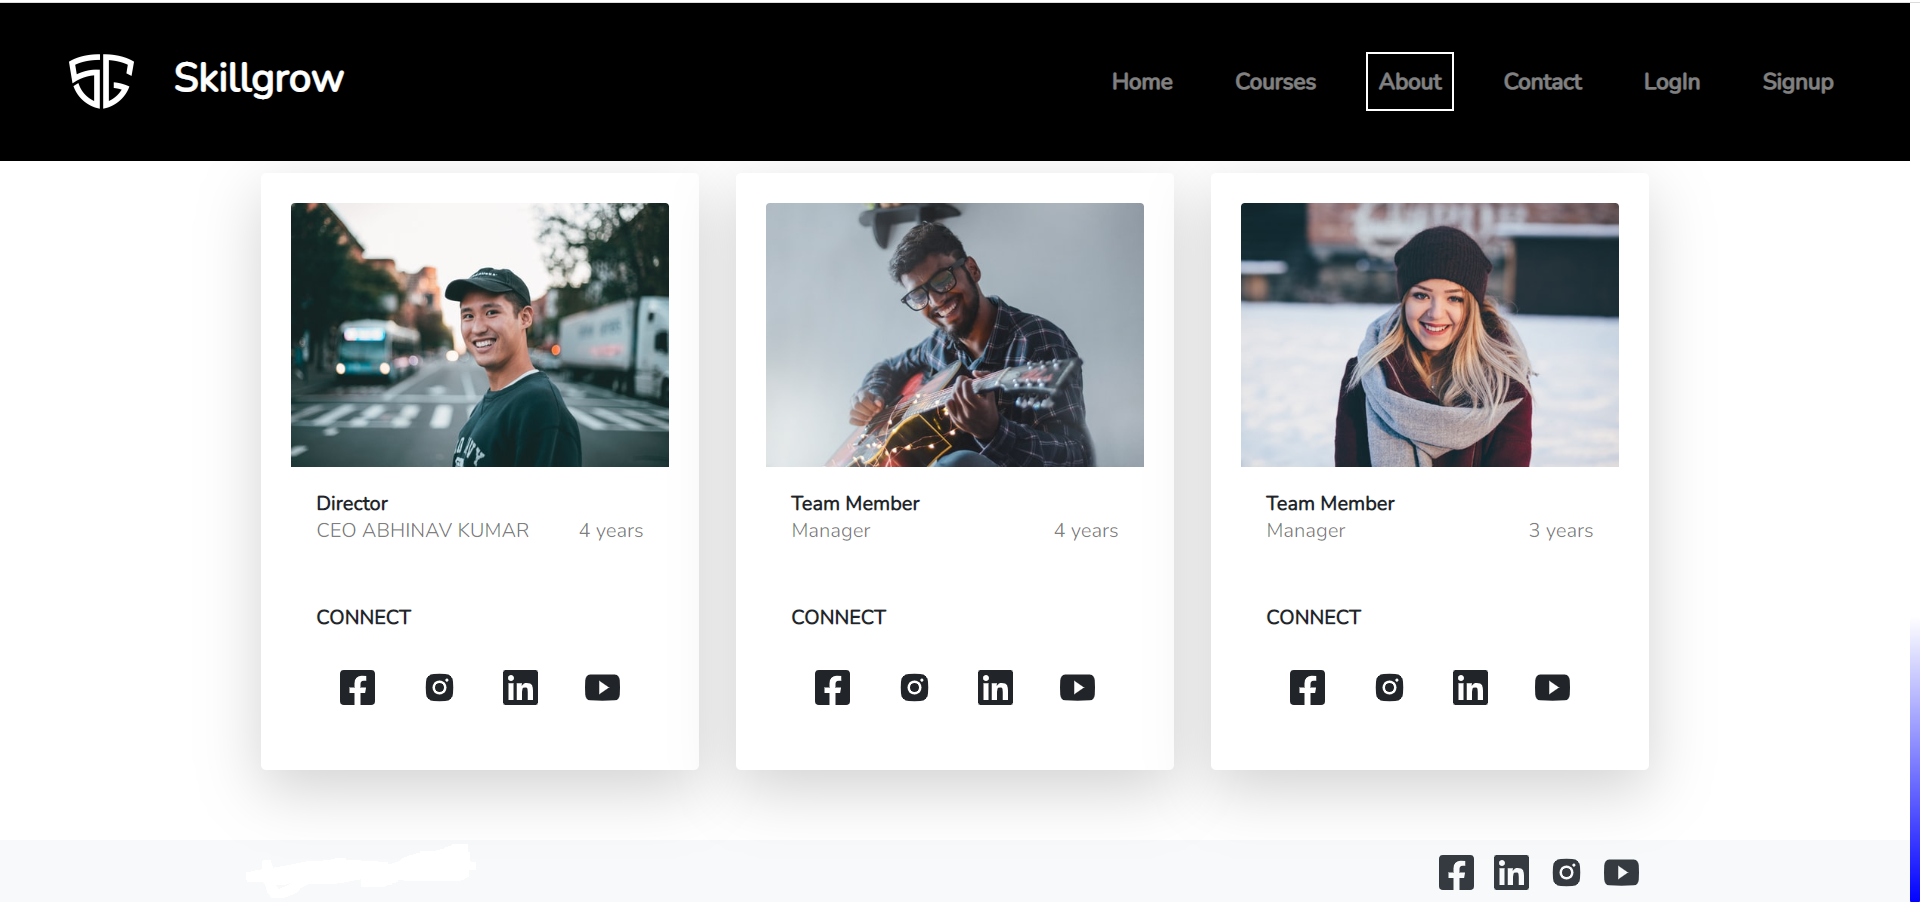 SG Skillgrow Home Courses About Contact LogIn Signup
Director
CEO ABHINAV KUMAR 4 years
CONNECT
Team Member
Manager 4 years
CONNECT
Team Member
Manager 3 years
CONNECT